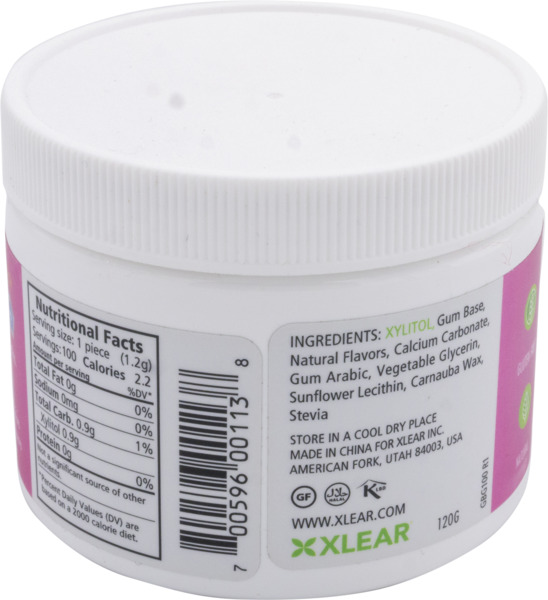 Nutritional Facts
Serving size: 1 piece (1.2g)
Servings:100 Calories 2.2
Amount per serving %DV*
Total Fat 0g 0%
Sodium 0mg 0%
Total Carb. 0.9g 1%
Xylitol 0.9g
Protein 0g 0%
Not a significant source of other
nutrients.
*Percent Daily Values (DV) are
based on a 2000 calorie diet.
7 00596 00113 8
INGREDIENTS: XYLITOL, Gum Base,
Natural Flavors, Calcium Carbonate,
Gum Arabic, Vegetable Glycerin,
Sunflower Lecithin, Carnauba Wax,
Stevia
STORE IN A COOL DRY PLACE
MADE IN CHINA FOR XLEAR INC.
AMERICAN FORK, UTAH 84003, USA
GF HALAL K
WWW.XLEAR.COM
XLEAR 120G
GBG100 R1